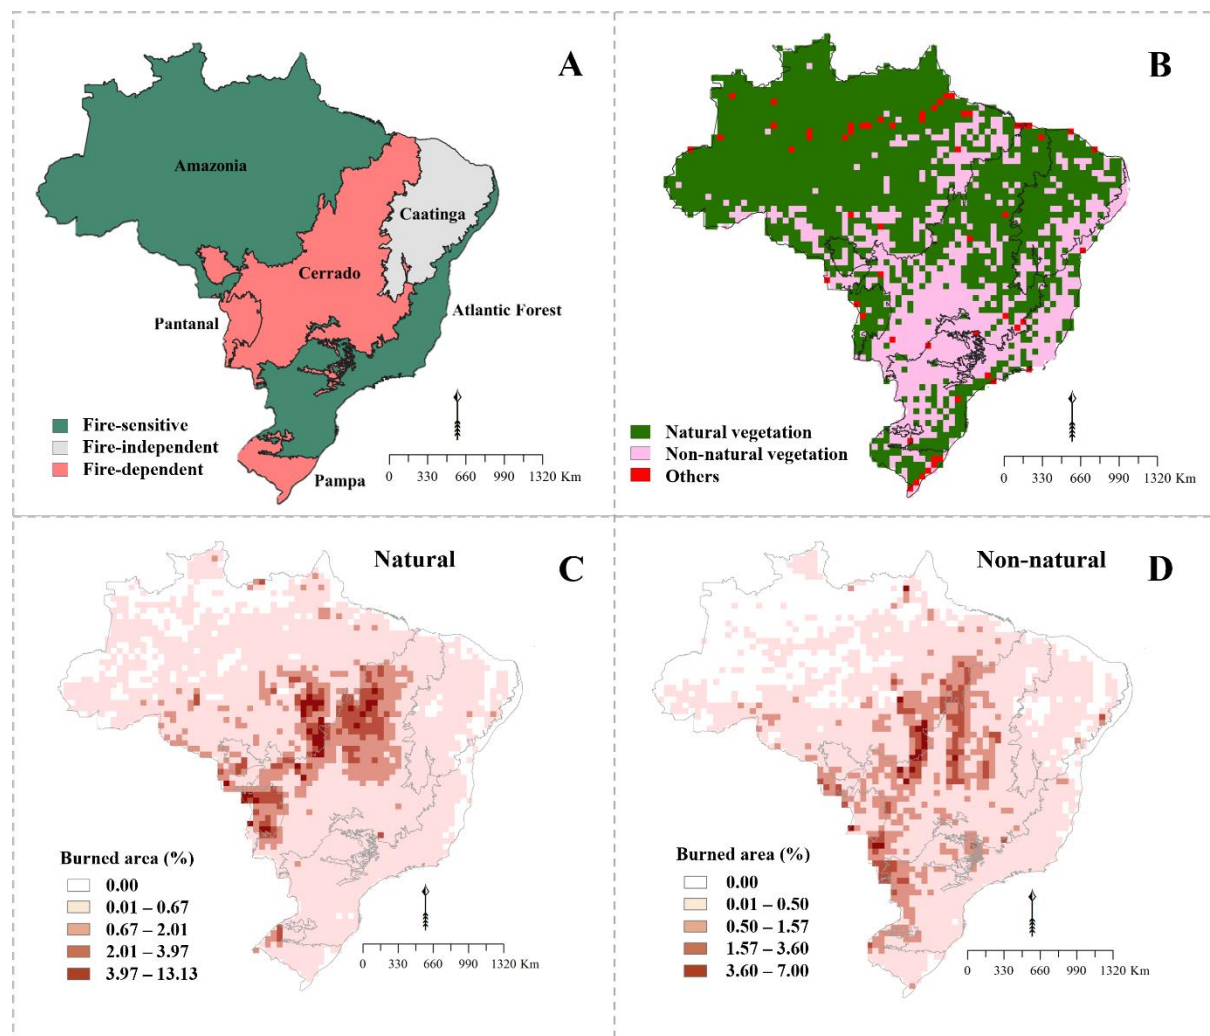 A
Amazonia
Caatinga
Cerrado
Pantanal
Atlantic Forest
Fire-sensitive
Fire-independent
Fire-dependent
Pampa
0 330 660 990 1320 Km
B
Natural vegetation
Non-natural vegetation
Others
0 330 660 990 1320 Km
Natural
C
Burned area (%)
0.00
0.01 – 0.67
0.67 – 2.01
2.01 – 3.97
3.97 – 13.13
0 330 660 990 1320 Km
Non-natural
D
Burned area (%)
0.00
0.01 – 0.50
0.50 – 1.57
1.57 – 3.60
3.60 – 7.00
0 330 660 990 1320 Km